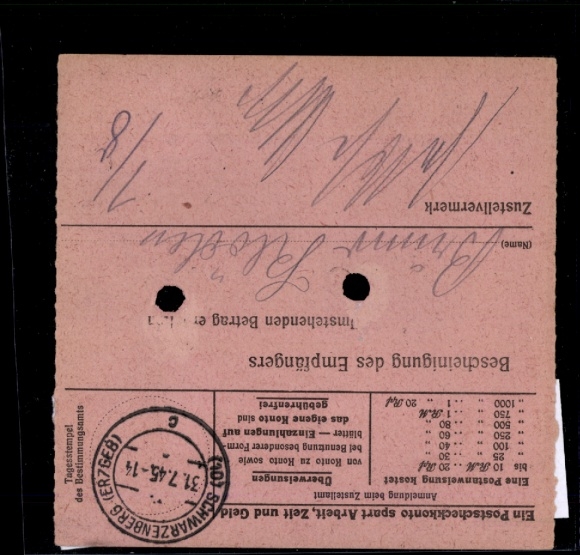 Ein Postscheckkonto spart Arbeit, Zeit und Geld
Anmeldung beim Zustellamt
Eine Postanweisung kostet
bis 10 RM .. 20 Rpf
" 25 " .. 30 "
" 100 " .. 40 "
" 250 " .. 60 "
" 500 " .. 80 "
" 750 " .. 1 RM
" 1000 " .. 1 " 20 Rpf
Überweisungen
von Konto zu Konto sowie
bei Benutzung besonderer Form-
blätter — Einzahlungen auf
das eigene Konto sind
gebührenfrei
Tagesstempel
des Bestimmungsamts
(10) SCHWARZENBERG (ERZGEB)
31.7.45.-14
c
Bescheinigung des Empfängers
Umstehenden Betrag
(Name)
Zustellvermerk
1/8